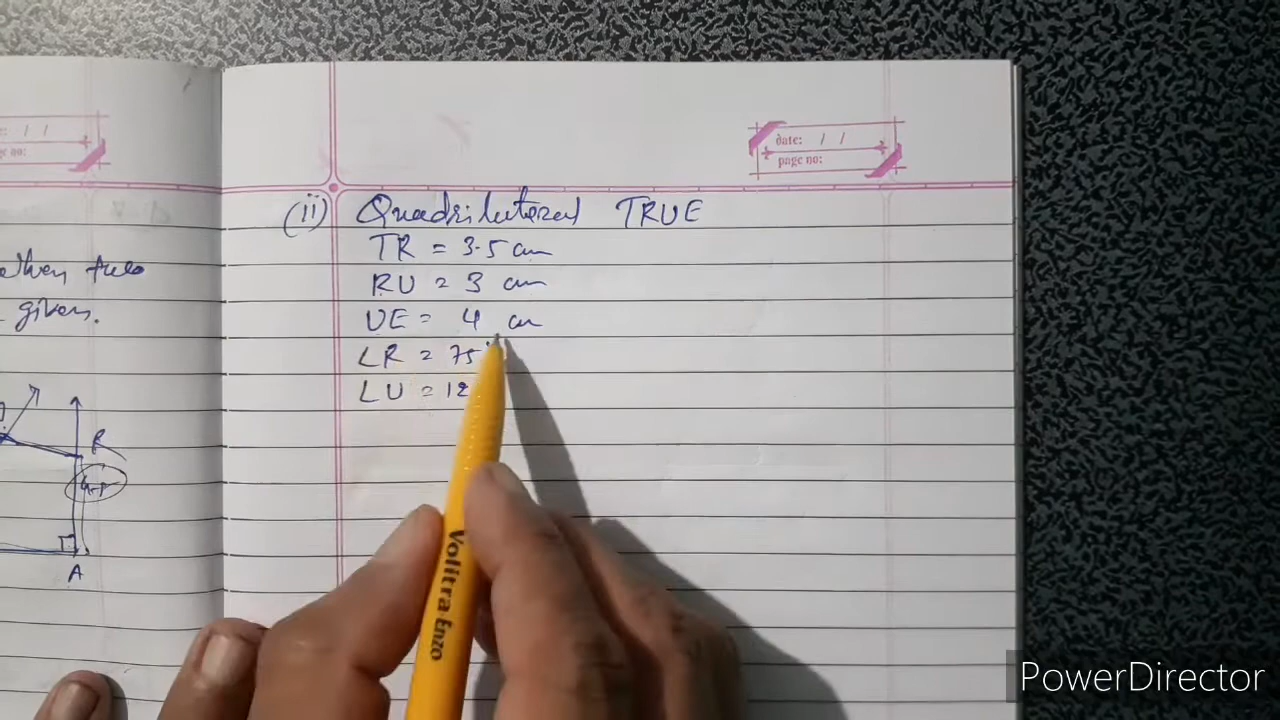 date: / /
page no:
(ii) Quadrilateral TRUE
TR = 3.5 cm
RU = 3 cm
UE = 4 cm
∠R = 75°
∠U = 12
given.
R
A
Volitra Enzo
PowerDirector